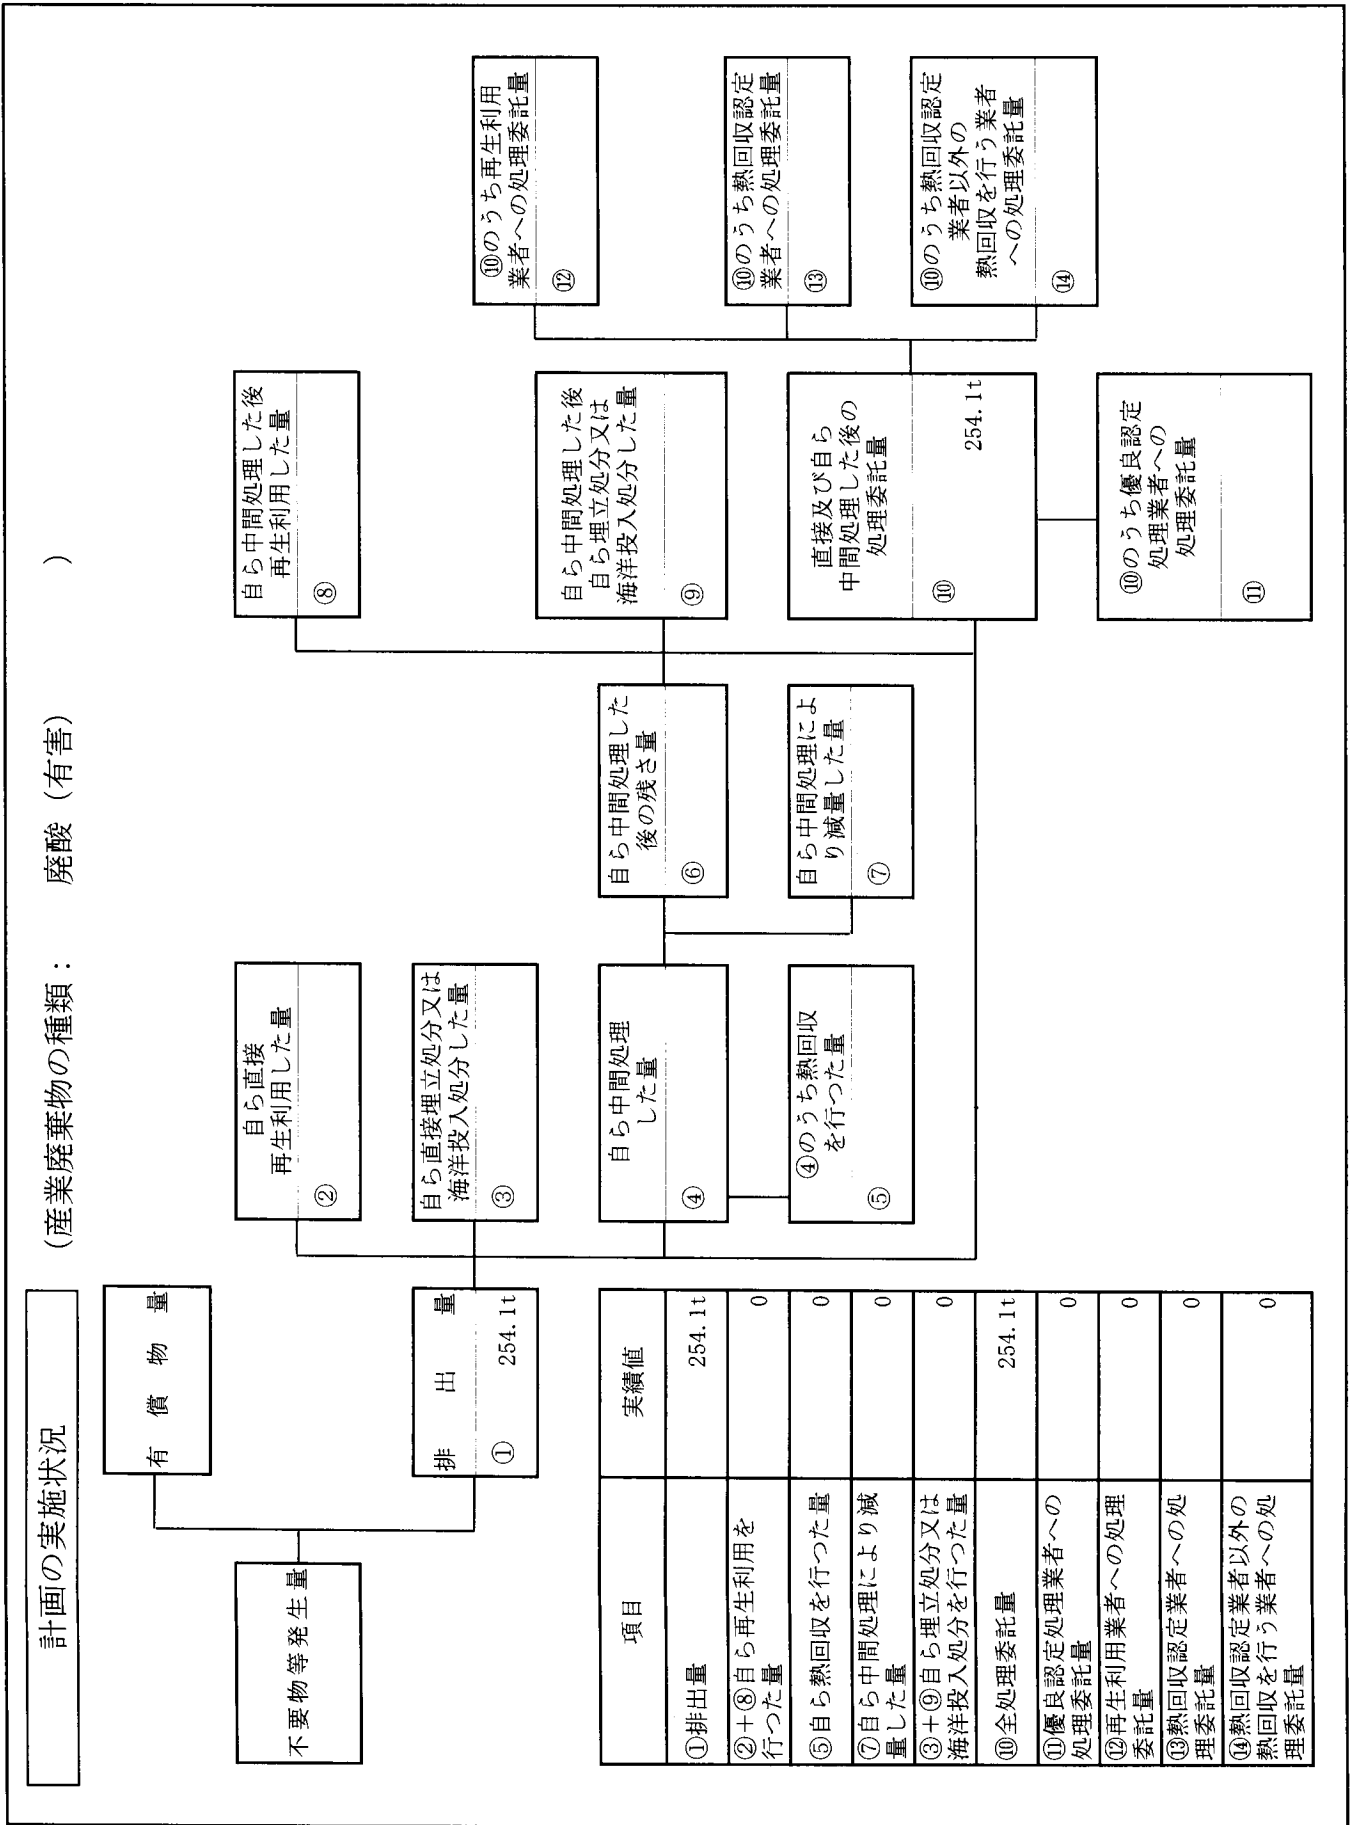 計画の実施状況
(産業廃棄物の種類： 廃酸（有害） )
不要物等発生量
有 償 物 量
排 出 量
① 254.1t
自ら直接
再生利用した量
②
自ら直接埋立処分又は
海洋投入処分した量
③
自ら中間処理
した量
④
④のうち熱回収
を行つた量
⑤
自ら中間処理した
後の残さ量
⑥
自ら中間処理によ
り減量した量
⑦
自ら中間処理した後
再生利用した量
⑧
自ら中間処理した後
自ら埋立処分又は
海洋投入処分した量
⑨
直接及び自ら
中間処理した後の
処理委託量
⑩ 254.1t
⑩のうち優良認定
処理業者への
処理委託量
⑪
⑩のうち再生利用
業者への処理委託量
⑫
⑩のうち熱回収認定
業者への処理委託量
⑬
⑩のうち熱回収認定
業者以外の
熱回収を行う業者
への処理委託量
⑭
項目 実績値
①排出量 254.1t
②+⑧自ら再生利用を
行つた量 0
⑤自ら熱回収を行つた量 0
⑦自ら中間処理により減
量した量 0
③+⑨自ら埋立処分又は
海洋投入処分を行つた量 0
⑩全処理委託量 254.1t
⑪優良認定処理業者への
処理委託量 0
⑫再生利用業者への処理
委託量 0
⑬熱回収認定業者への処
理委託量 0
⑭熱回収認定業者以外の
熱回収を行う業者への処
理委託量 0